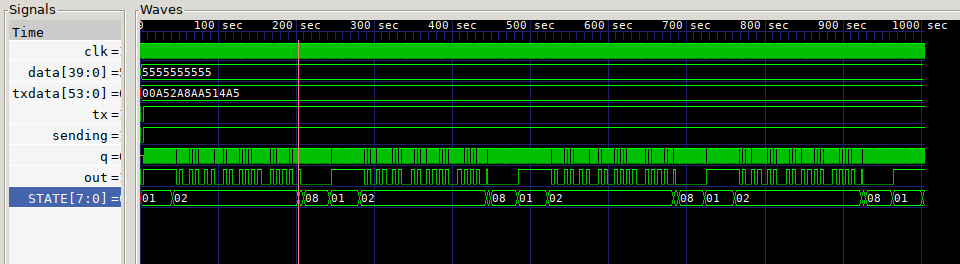 Signals
Waves
Time
0 100 sec 200 sec 300 sec 400 sec 500 sec 600 sec 700 sec 800 sec 900 sec 1000 sec
clk =
data[39:0] = 5555555555
txdata[53:0] = 00A52A8AA514A5
tx =
sending =
q =
out =
STATE[7:0] = 01 02 08 01 02 08 01 02 08 01 02 08 01